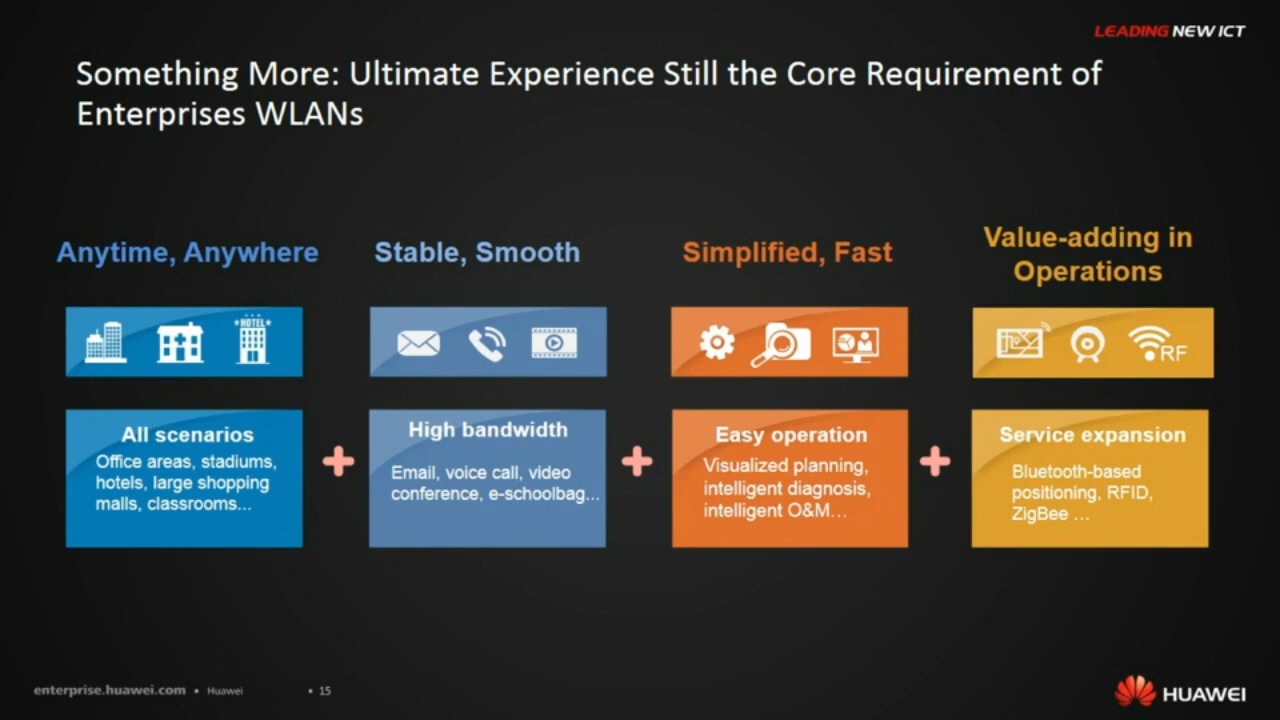 LEADING NEW ICT
Something More: Ultimate Experience Still the Core Requirement of
Enterprises WLANs
Anytime, Anywhere
Stable, Smooth
Simplified, Fast
Value-adding in
Operations
*HOTEL*
RF
All scenarios
Office areas, stadiums,
hotels, large shopping
malls, classrooms...
High bandwidth
Email, voice call, video
conference, e-schoolbag...
Easy operation
Visualized planning,
intelligent diagnosis,
intelligent O&M...
Service expansion
Bluetooth-based
positioning, RFID,
ZigBee ...
enterprise.huawei.com • Huawei ▪ 15
HUAWEI